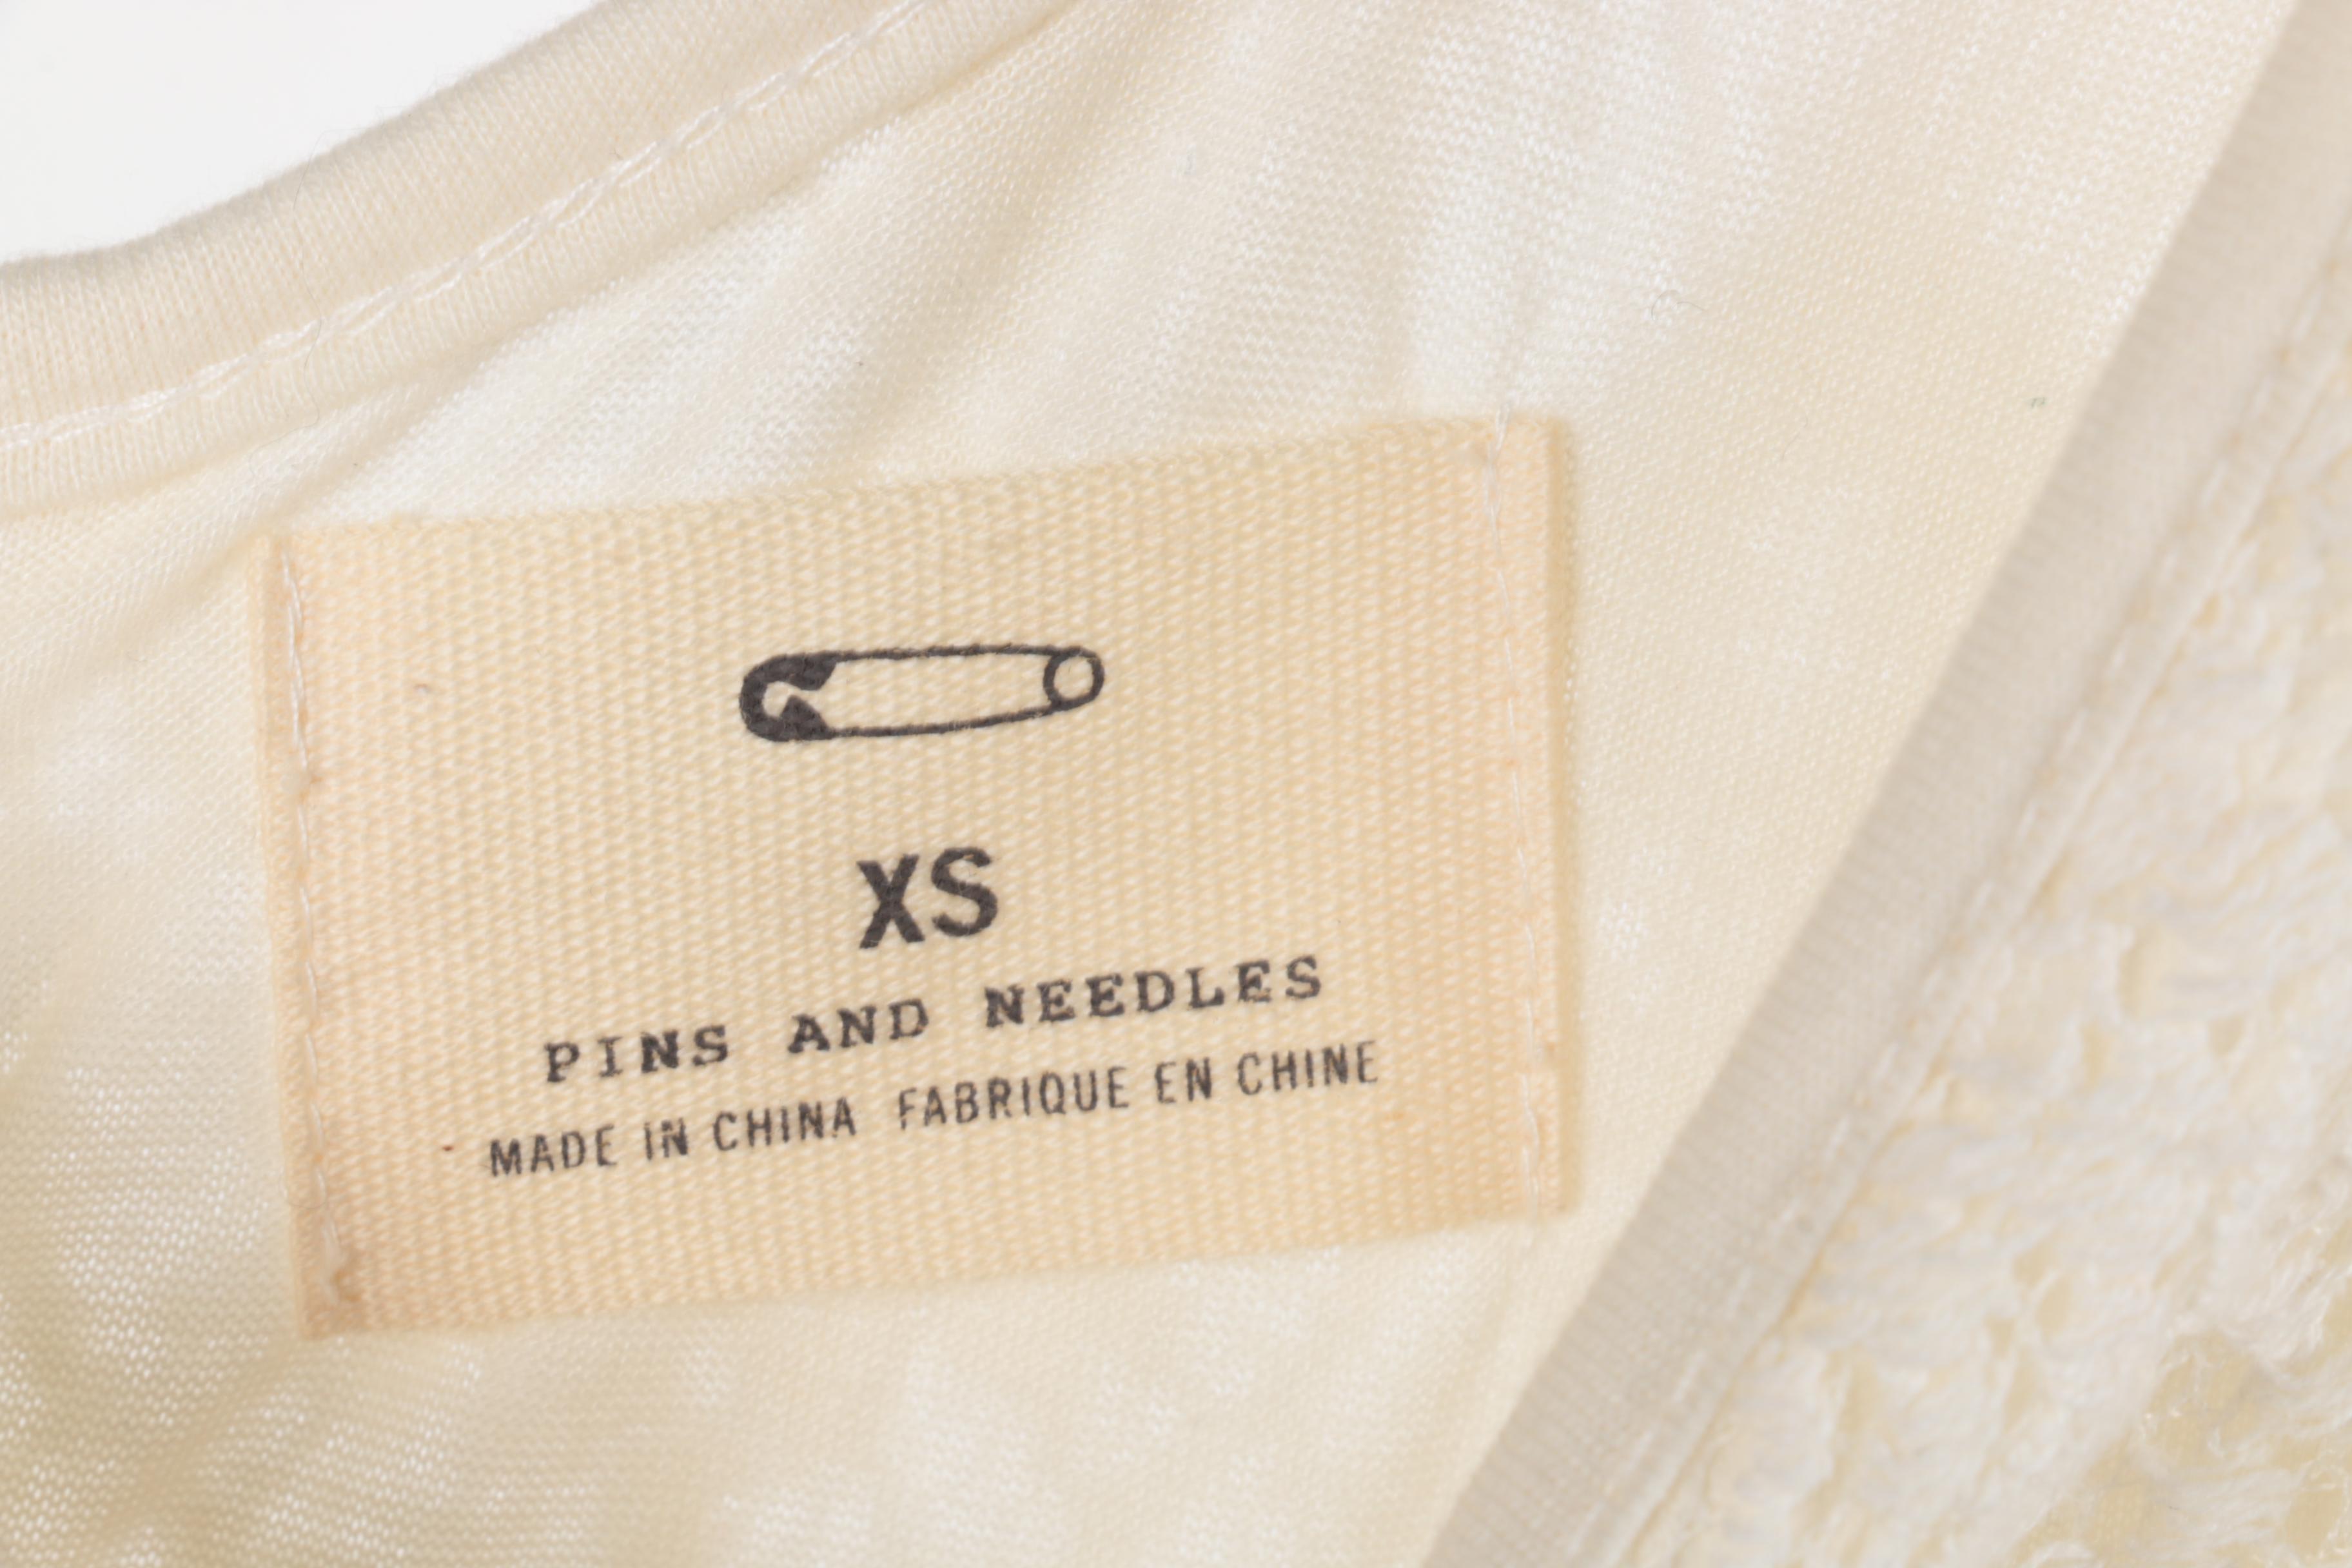 XS
PINS AND NEEDLES
MADE IN CHINA FABRIQUE EN CHINE